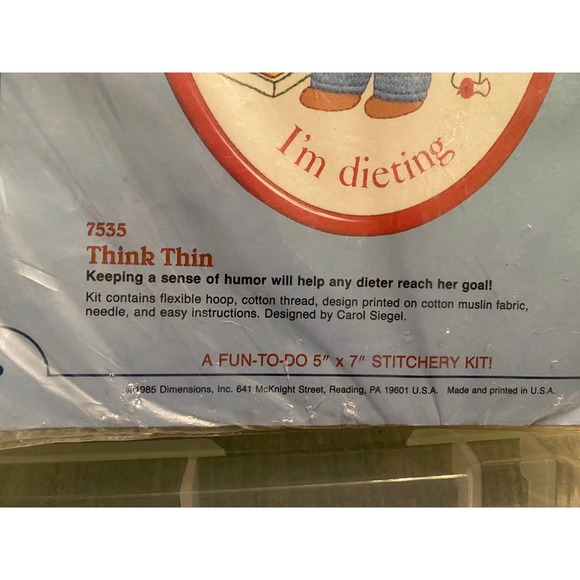 I'm dieting
7535
Think Thin
Keeping a sense of humor will help any dieter reach her goal!
Kit contains flexible hoop, cotton thread, design printed on cotton muslin fabric,
needle, and easy instructions. Designed by Carol Siegel.
A FUN-TO-DO 5" x 7" STITCHERY KIT!
©1985 Dimensions, Inc. 641 McKnight Street, Reading, PA 19601 U.S.A. Made and printed in U.S.A.